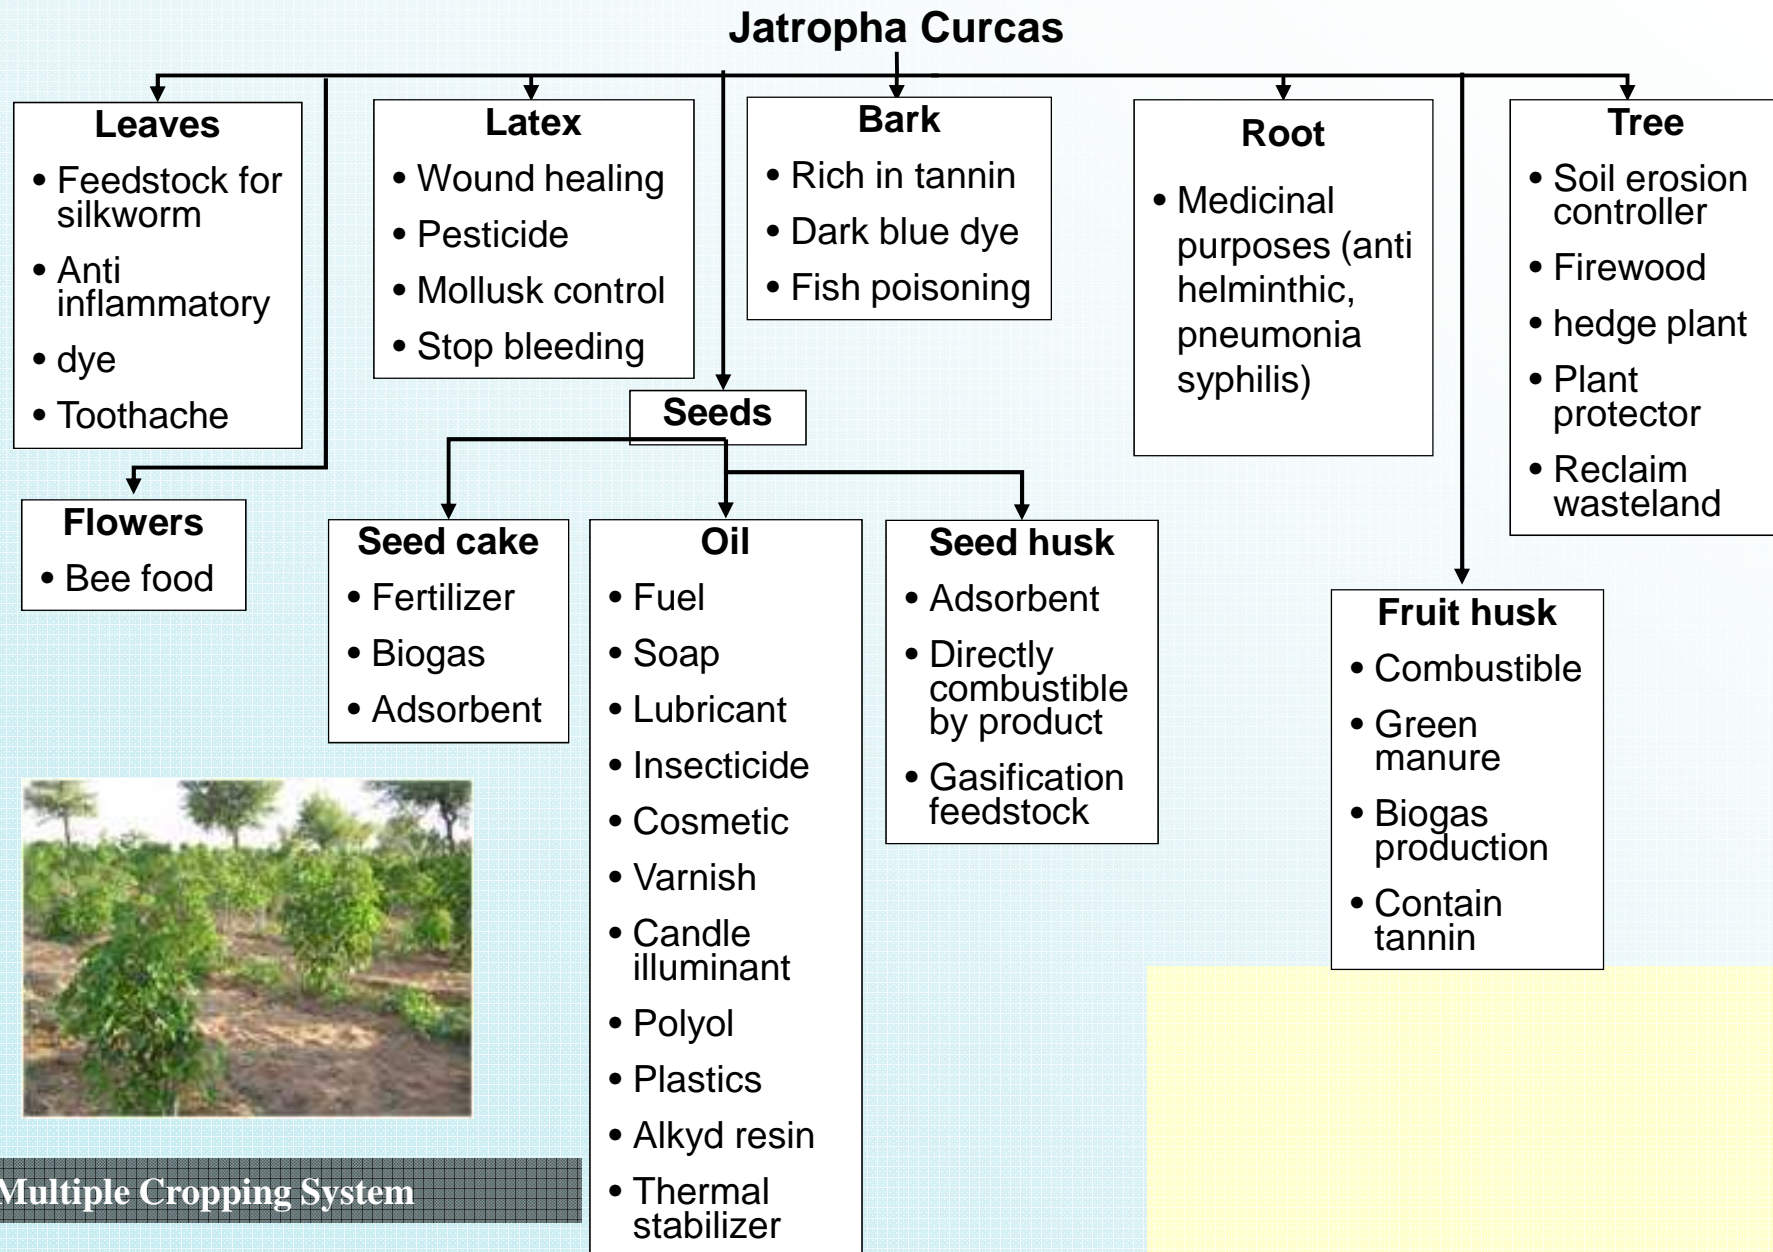 Jatropha Curcas
Leaves
• Feedstock for
silkworm
• Anti
inflammatory
• dye
• Toothache
Latex
• Wound healing
• Pesticide
• Mollusk control
• Stop bleeding
Bark
• Rich in tannin
• Dark blue dye
• Fish poisoning
Root
• Medicinal
purposes (anti
helminthic,
pneumonia
syphilis)
Tree
• Soil erosion
controller
• Firewood
• hedge plant
• Plant
protector
• Reclaim
wasteland
Seeds
Flowers
• Bee food
Seed cake
• Fertilizer
• Biogas
• Adsorbent
Oil
• Fuel
• Soap
• Lubricant
• Insecticide
• Cosmetic
• Varnish
• Candle
illuminant
• Polyol
• Plastics
• Alkyd resin
• Thermal
stabilizer
Seed husk
• Adsorbent
• Directly
combustible
by product
• Gasification
feedstock
Fruit husk
• Combustible
• Green
manure
• Biogas
production
• Contain
tannin
Multiple Cropping System